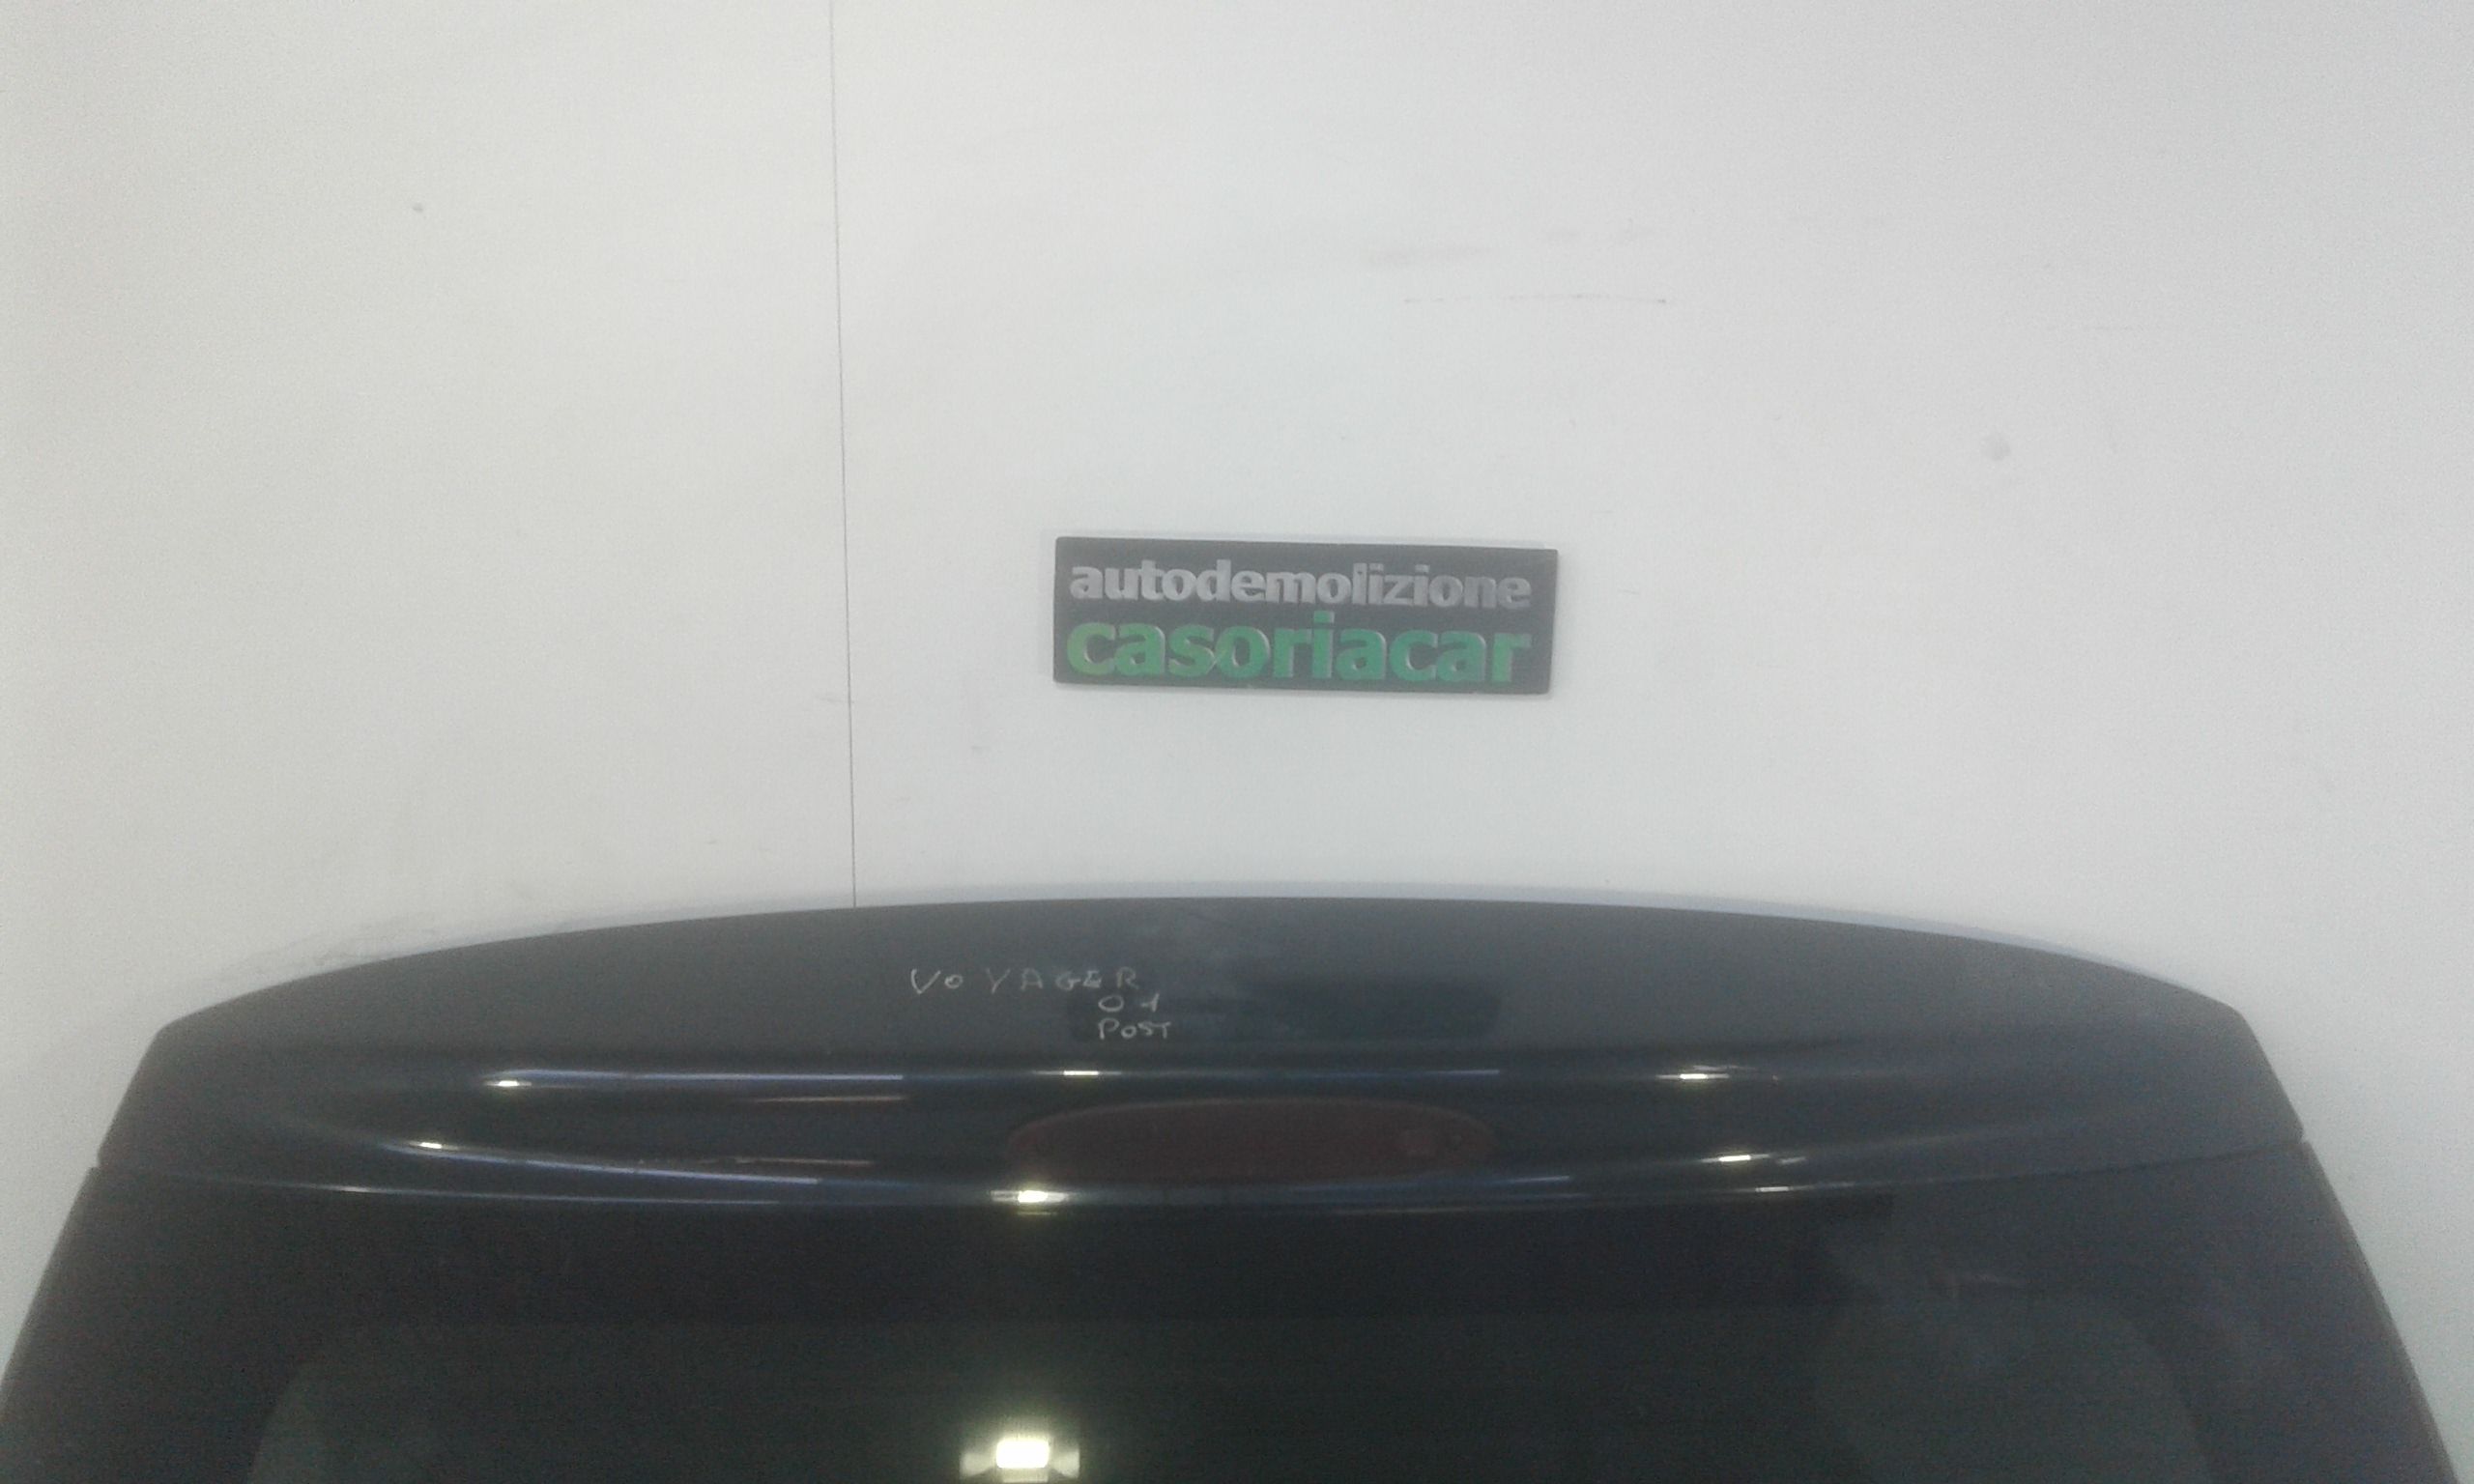 autodemolizione
casoriacar
VOYAGER
01
POST